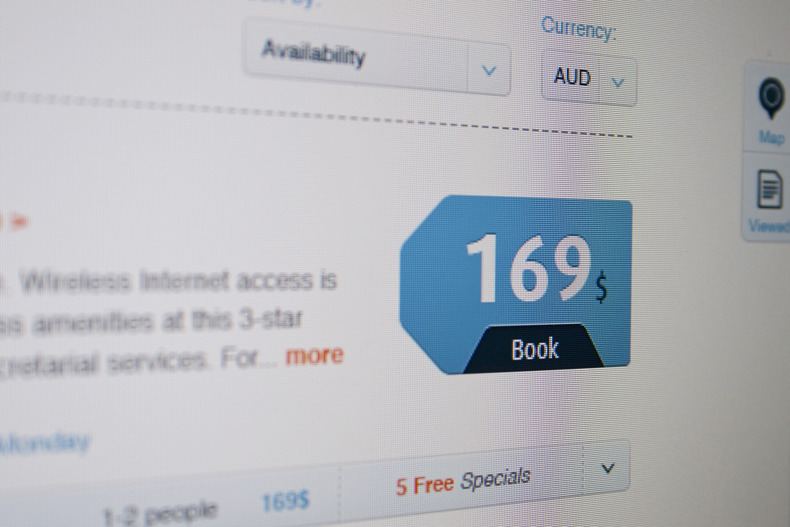 Currency:
Availability
AUD
Map
Viewed
169$
Book
Wireless Internet access is
amenities at this 3-star
services. For... more
Monday
1-2 people 169$ 5 Free Specials